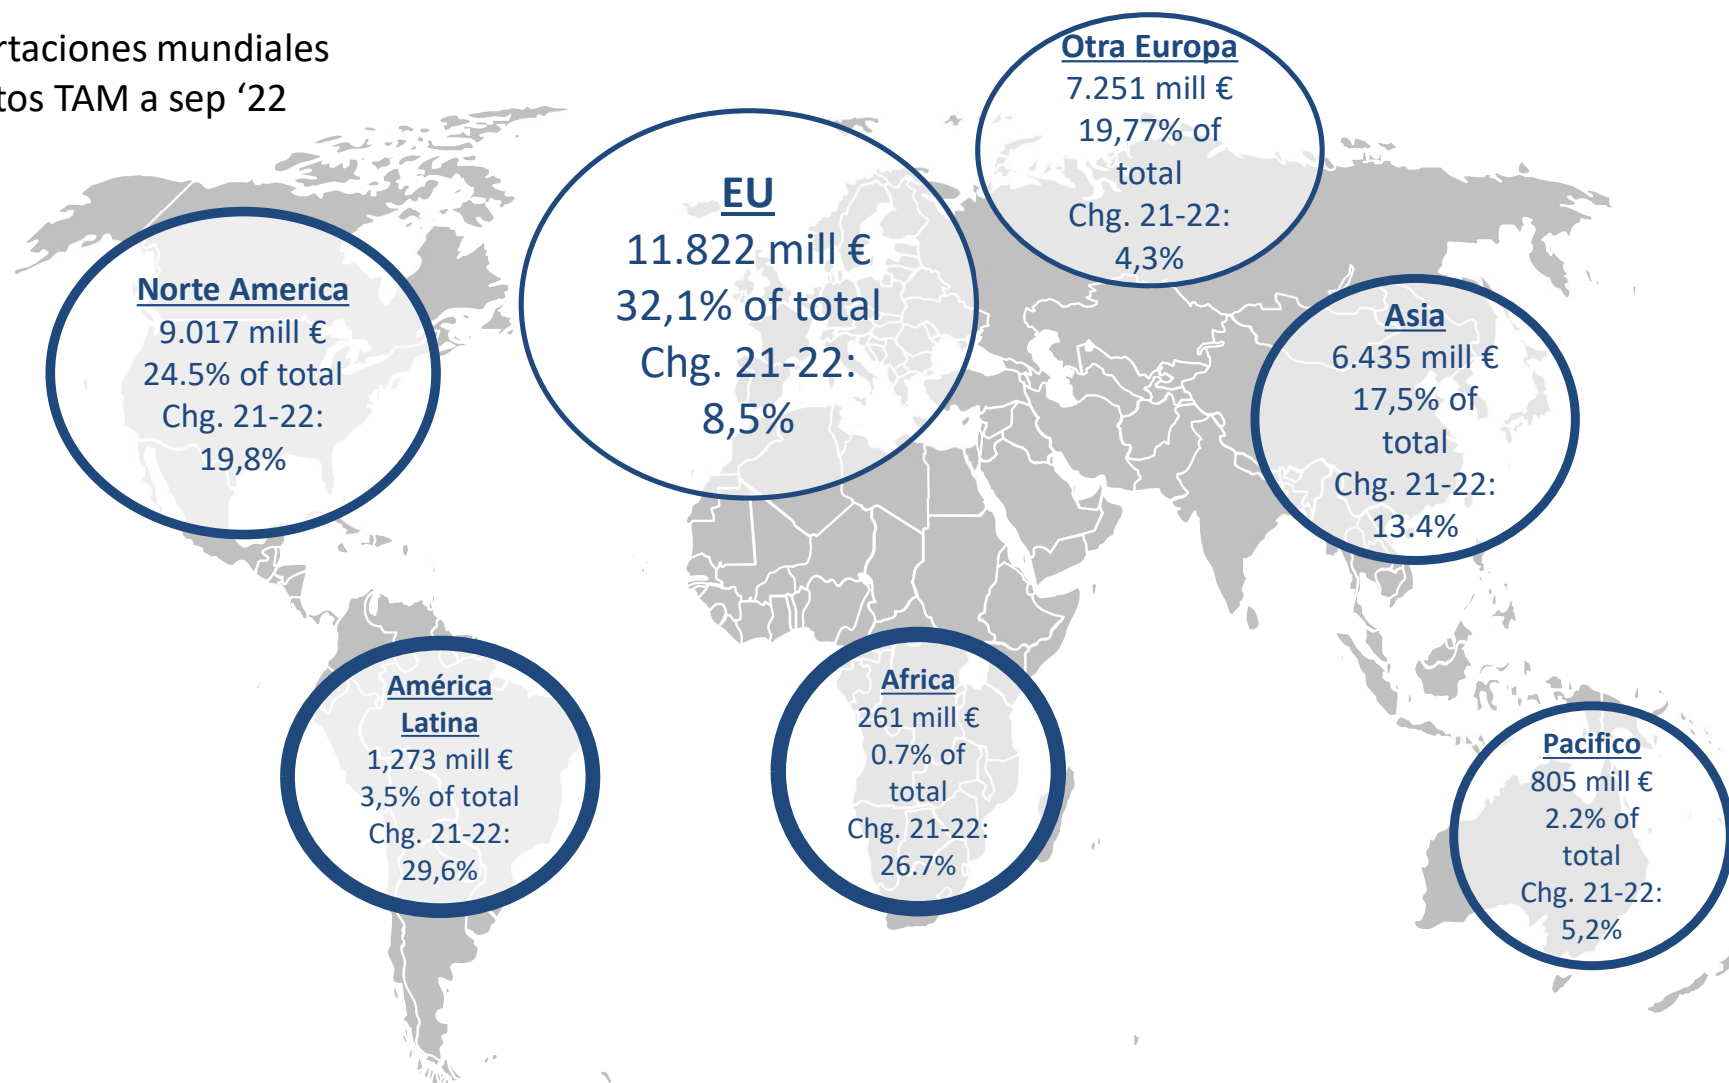 rtaciones mundiales
tos TAM a sep ‘22
Otra Europa
7.251 mill €
19,77% of
total
Chg. 21-22:
4,3%
EU
11.822 mill €
32,1% of total
Chg. 21-22:
8,5%
Norte America
9.017 mill €
24.5% of total
Chg. 21-22:
19,8%
Asia
6.435 mill €
17,5% of
total
Chg. 21-22:
13.4%
América
Latina
1,273 mill €
3,5% of total
Chg. 21-22:
29,6%
Africa
261 mill €
0.7% of
total
Chg. 21-22:
26.7%
Pacifico
805 mill €
2.2% of
total
Chg. 21-22:
5,2%